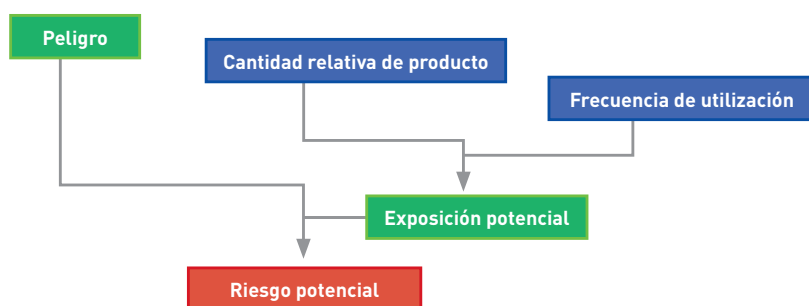 Peligro
Cantidad relativa de producto
Frecuencia de utilización
Exposición potencial
Riesgo potencial